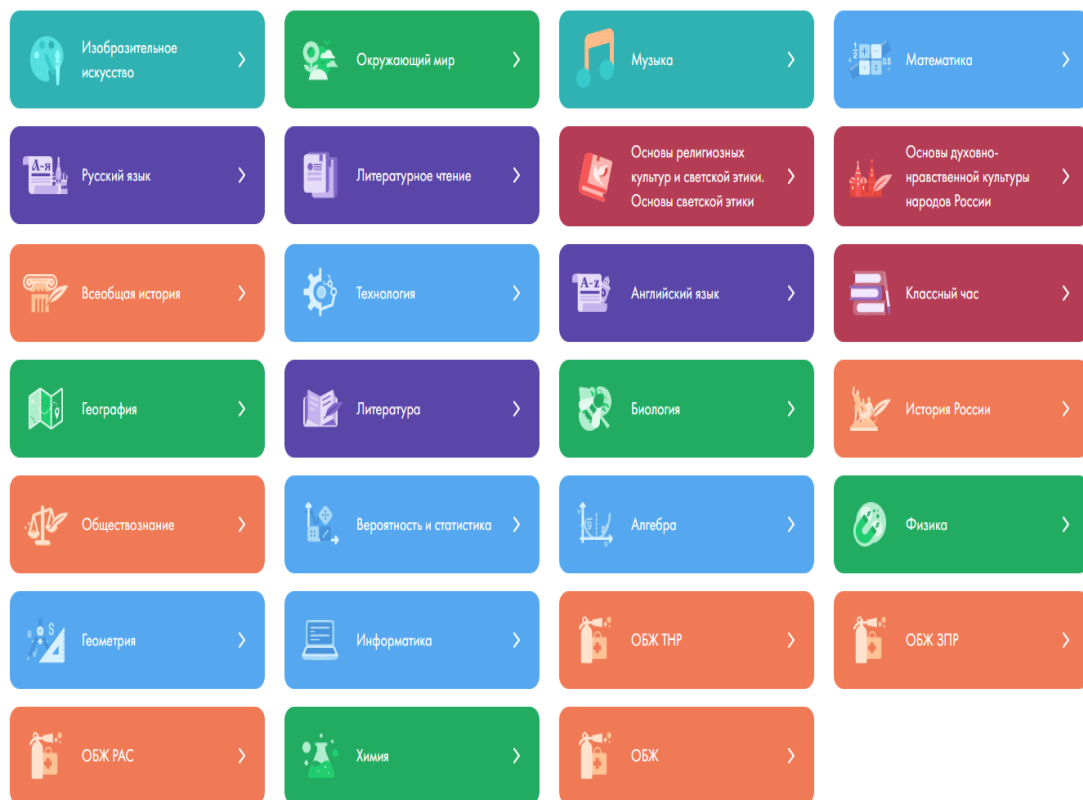 Изобразительное
искусство
Окружающий мир
Музыка
Математика
Русский язык
Литературное чтение
Основы религиозных
культур и светской этики.
Основы светской этики
Основы духовно-
нравственной культуры
народов России
Всеобщая история
Технология
Английский язык
Классный час
География
Литература
Биология
История России
Обществознание
Вероятность и статистика
Алгебра
Физика
Геометрия
Информатика
ОБЖ ТНР
ОБЖ ЗПР
ОБЖ РАС
Химия
ОБЖ